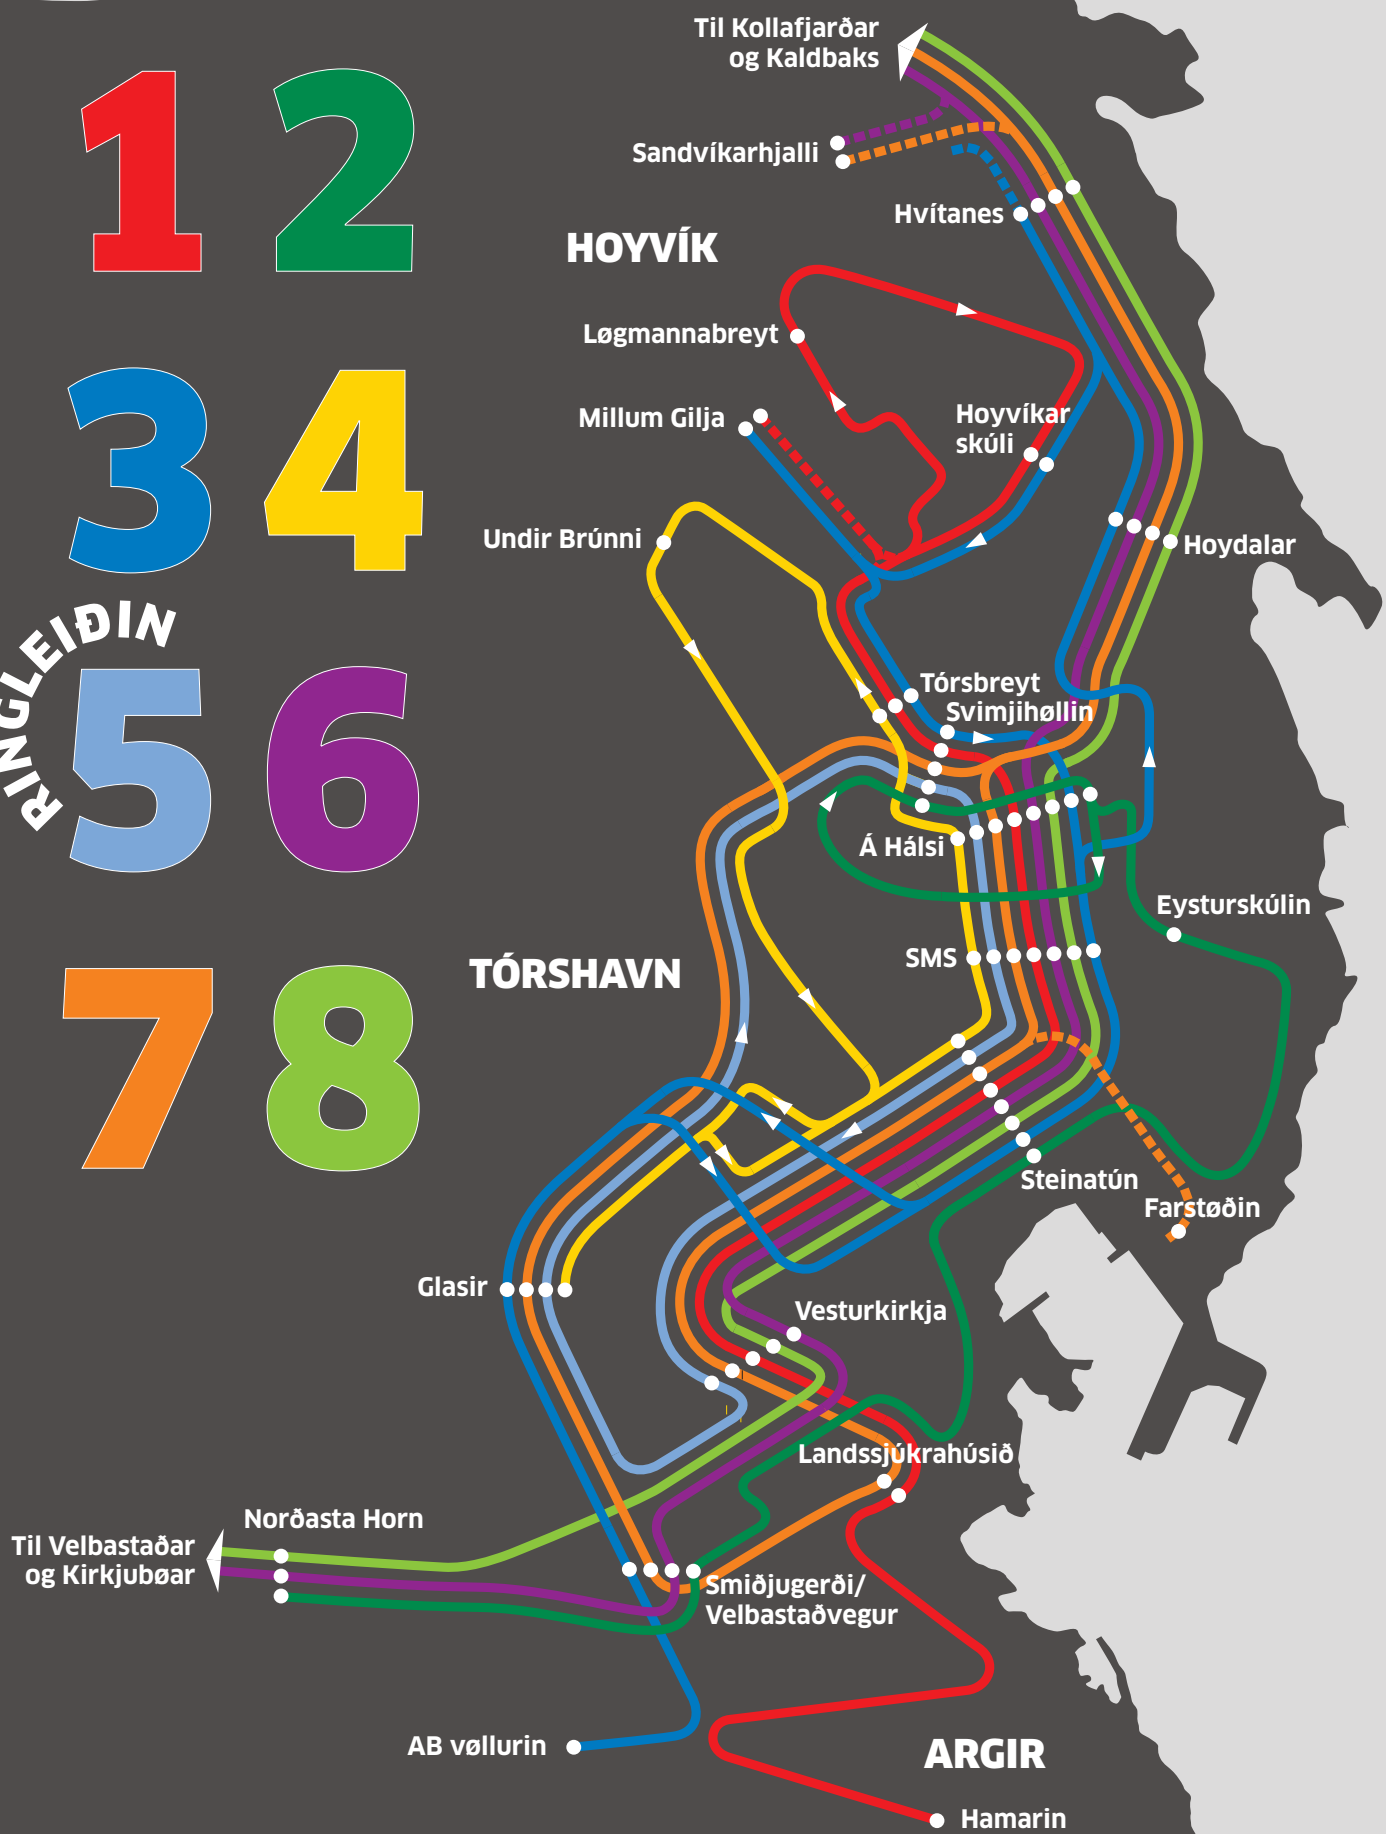 Til Kollafjarðar
og Kaldbaks
1 2
Sandvíkarhjalli
Hvítanes
HOYVÍK
Løgmannabreyt
3 4
Millum Gilja
Hoyvíkar
skúli
Undir Brúnni
Hoydalar
RINGLEIÐIN
5 6
Tórsbreyt
Svimjihøllin
Á Hálsi
Eysturskúlin
SMS
TÓRSHAVN
7 8
Steinatún
Farstøðin
Glasir
Vesturkirkja
Landssjúkrahúsið
Norðasta Horn
Til Velbastaðar
og Kirkjubøar
Smiðjugerði/
Velbastaðvegur
AB vøllurin
ARGIR
Hamarin